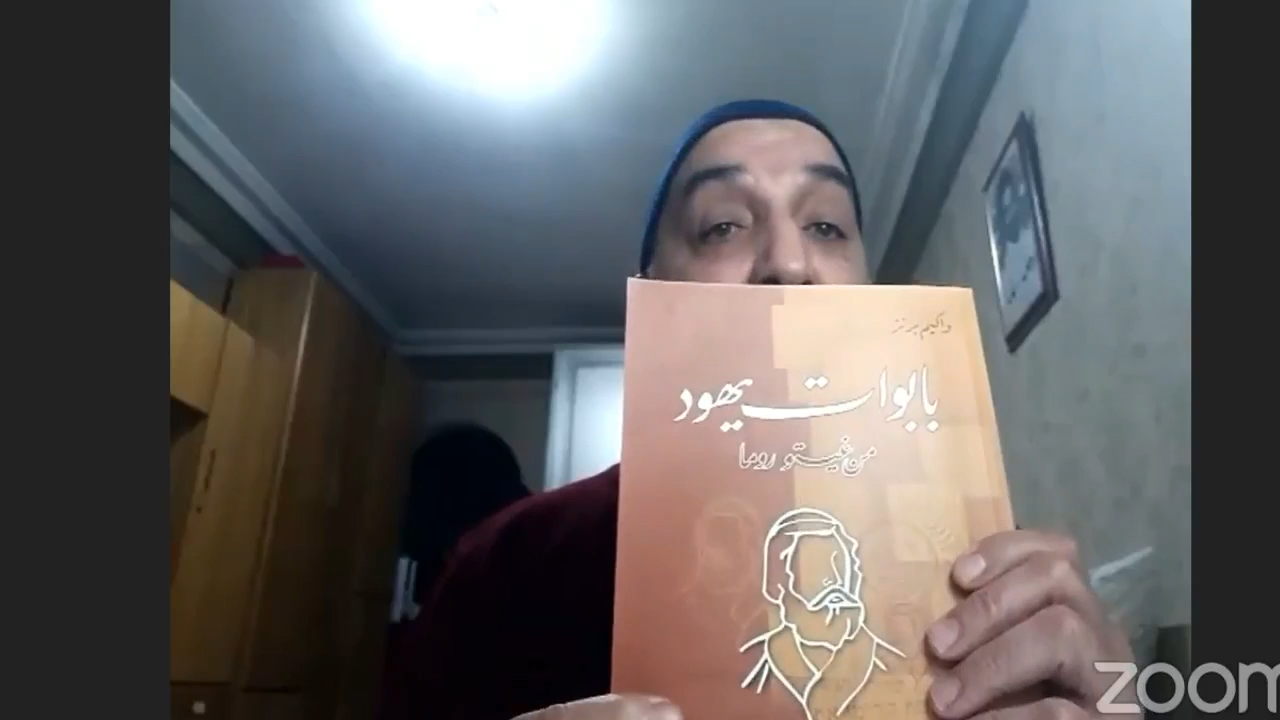 بابوات يهود
من غيتو روما
zoom